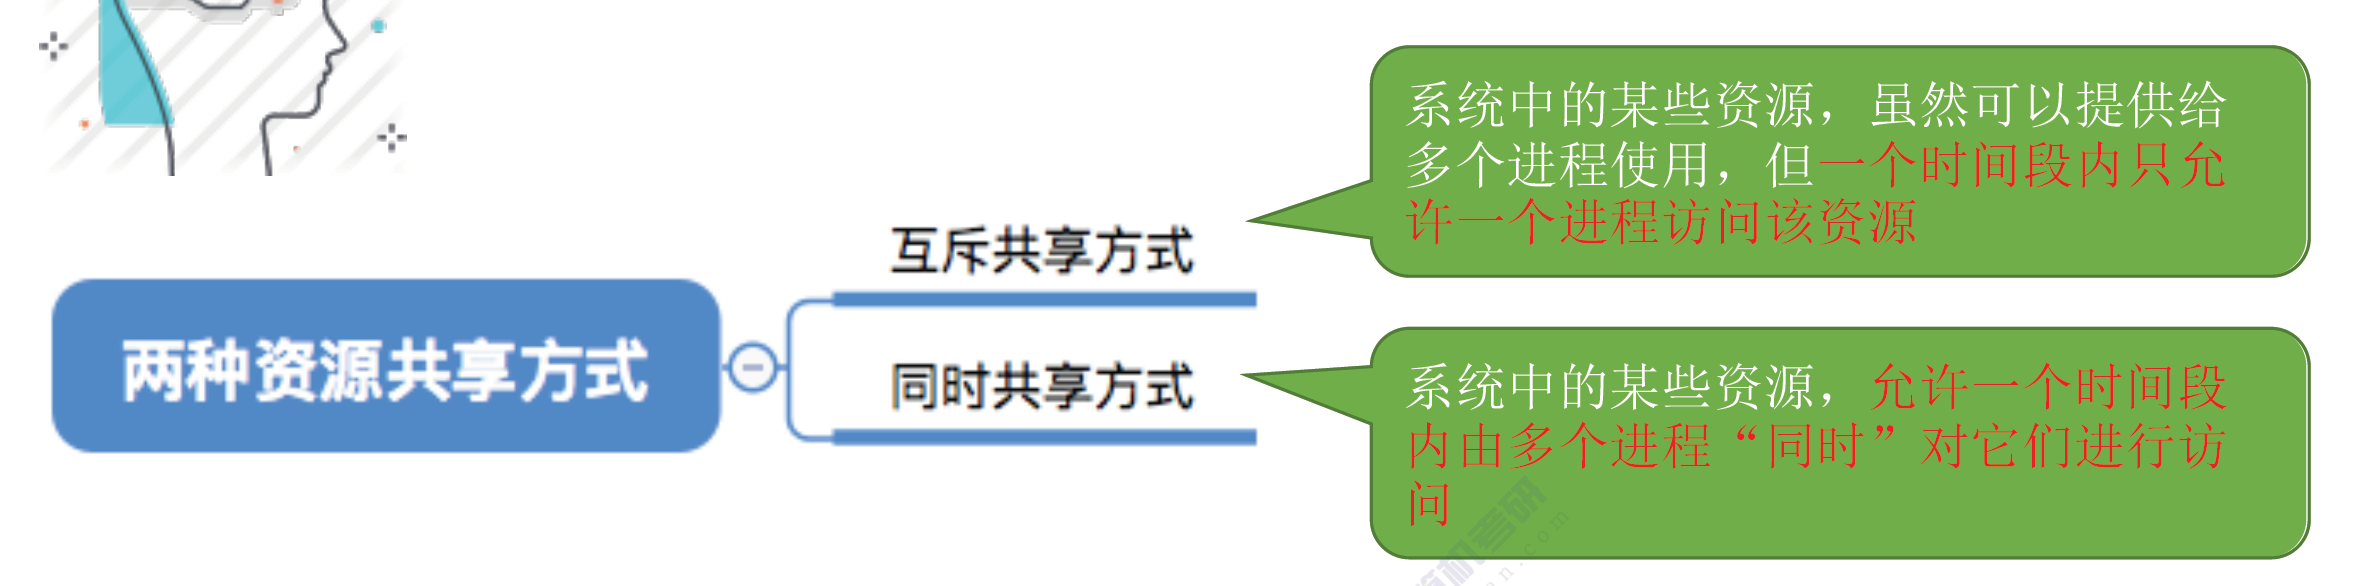 系统中的某些资源，虽然可以提供给
多个进程使用，但一个时间段内只允
许一个进程访问该资源
互斥共享方式
两种资源共享方式
同时共享方式
系统中的某些资源，允许一个时间段
内由多个进程“同时”对它们进行访
问